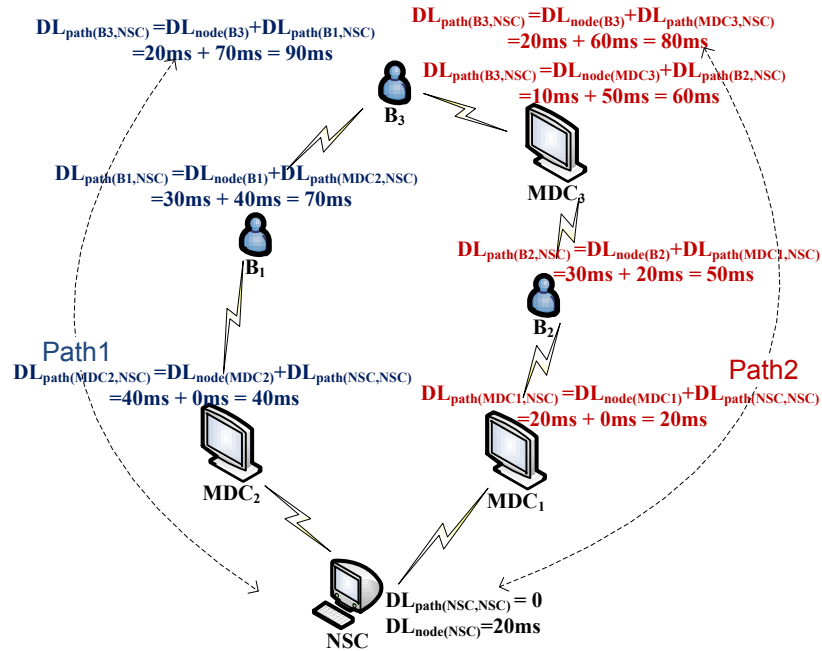 DLpath(B3,NSC)=DLnode(B3)+DLpath(B1,NSC)
=20ms + 70ms = 90ms
DLpath(B3,NSC)=DLnode(B3)+DLpath(MDC3,NSC)
=20ms + 60ms = 80ms
DLpath(B3,NSC)=DLnode(MDC3)+DLpath(B2,NSC)
=10ms + 50ms = 60ms
B3
MDC3
DLpath(B1,NSC)=DLnode(B1)+DLpath(MDC2,NSC)
=30ms + 40ms = 70ms
B1
DLpath(B2,NSC)=DLnode(B2)+DLpath(MDC1,NSC)
=30ms + 20ms = 50ms
B2
Path1
DLpath(MDC2,NSC)=DLnode(MDC2)+DLpath(NSC,NSC)
=40ms + 0ms = 40ms
MDC2
Path2
DLpath(MDC1,NSC)=DLnode(MDC1)+DLpath(NSC,NSC)
=20ms + 0ms = 20ms
MDC1
NSC
DLpath(NSC,NSC) = 0
DLnode(NSC)=20ms